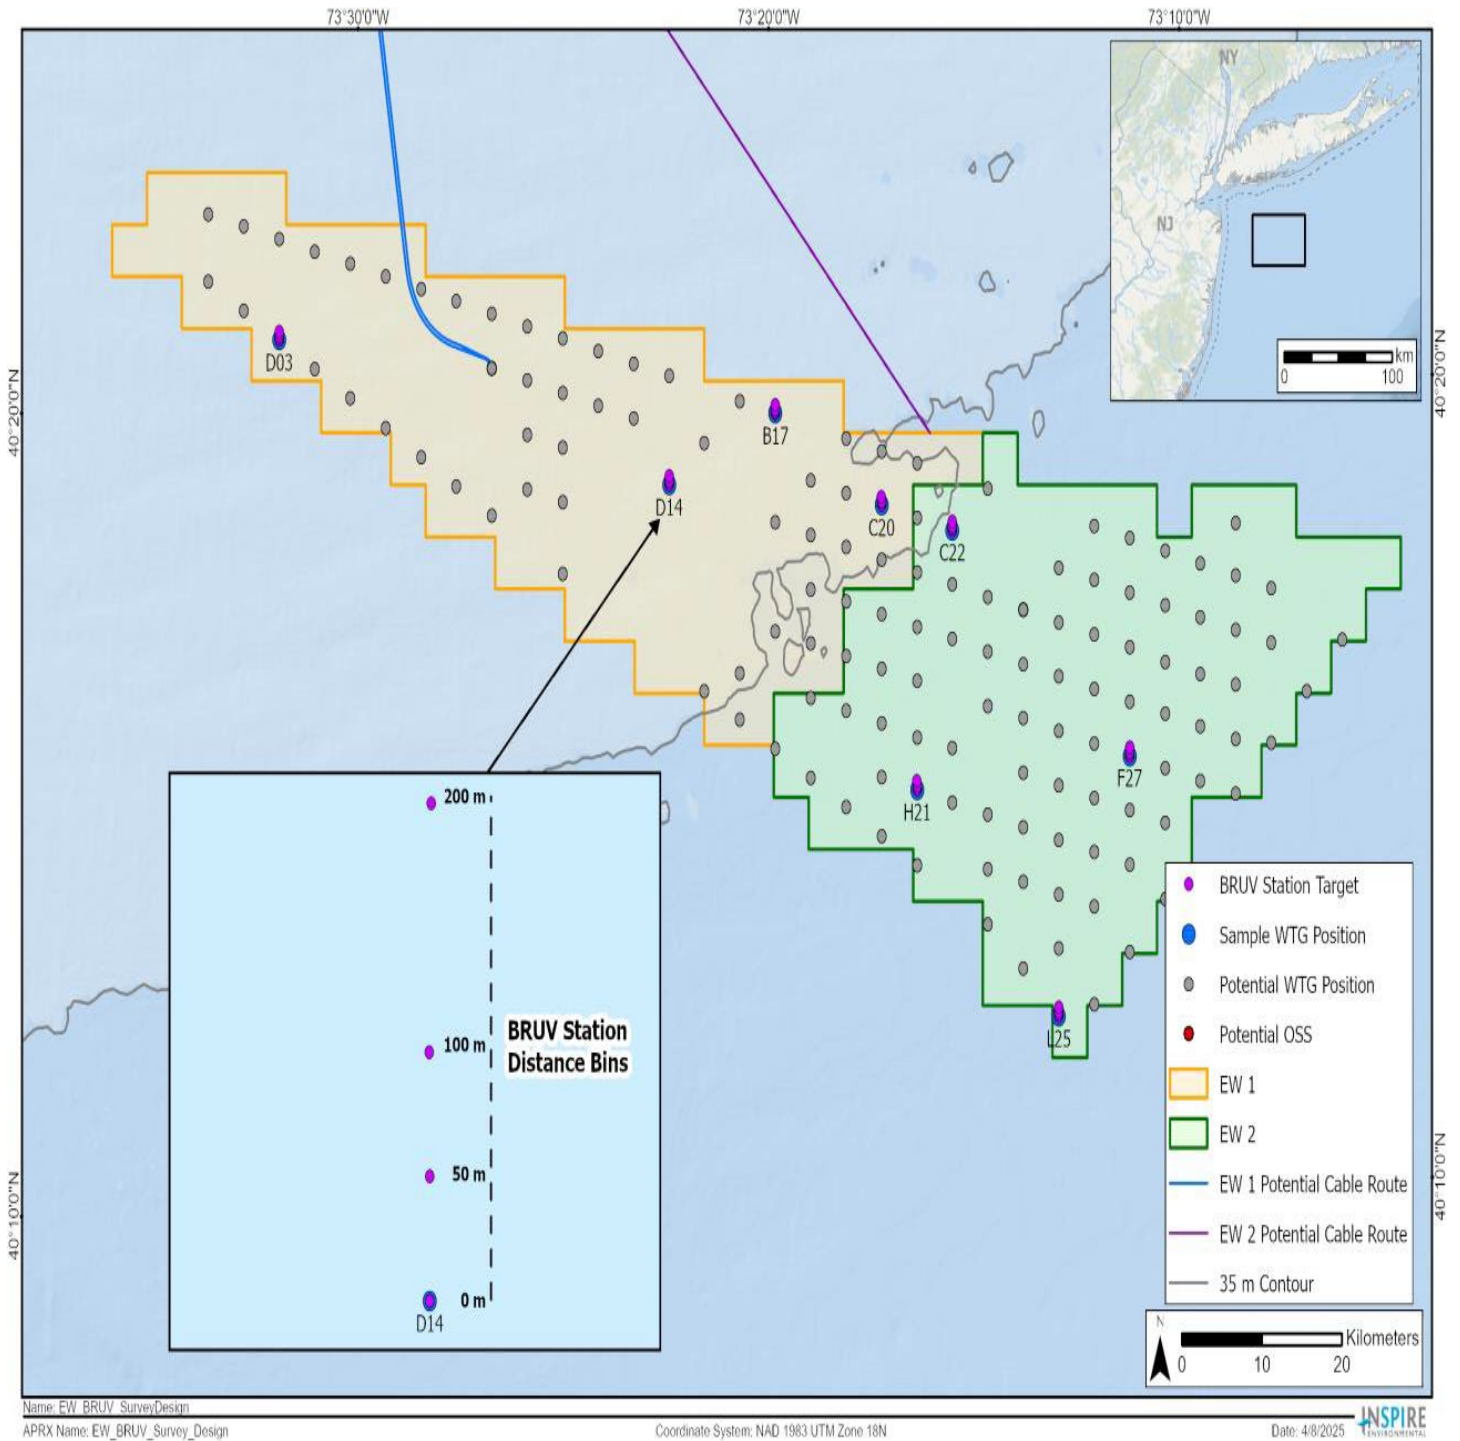 73°30'0"W
73°20'0"W
73°10'0"W
NY
NJ
km
0
100
40°20'0"N
40°20'0"N
D03
B17
D14
C20
C22
F27
H21
L25
200 m
100 m
BRUV Station
Distance Bins
50 m
0 m
D14
BRUV Station Target
Sample WTG Position
Potential WTG Position
Potential OSS
EW 1
EW 2
EW 1 Potential Cable Route
EW 2 Potential Cable Route
35 m Contour
40°10'0"N
40°10'0"N
N
Kilometers
0
10
20
Name: EW_BRUV_SurveyDesign
APRX Name: EW_BRUV_Survey_Design
Coordinate System: NAD 1983 UTM Zone 18N
Date: 4/8/2025
INSPIRE
ENVIRONMENTAL